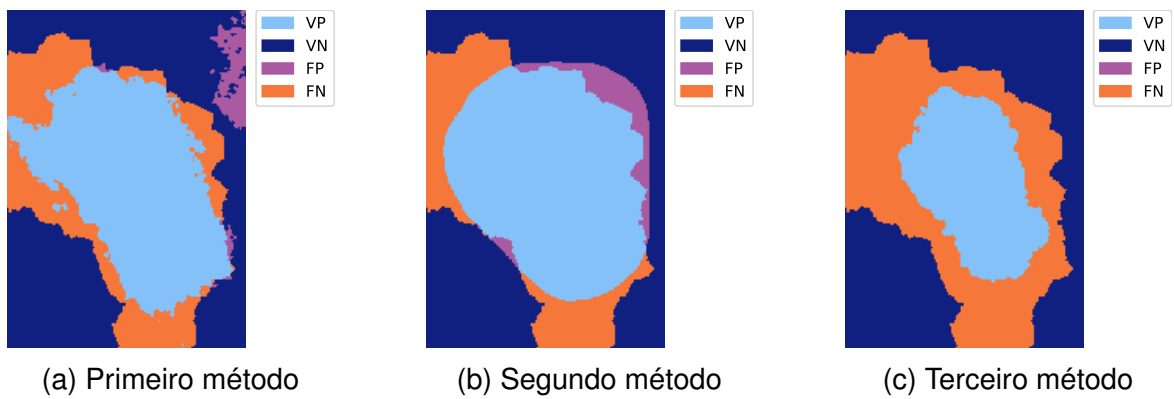 VP
VN
FP
FN
VP
VN
FP
FN
VP
VN
FP
FN
(a) Primeiro método
(b) Segundo método
(c) Terceiro método